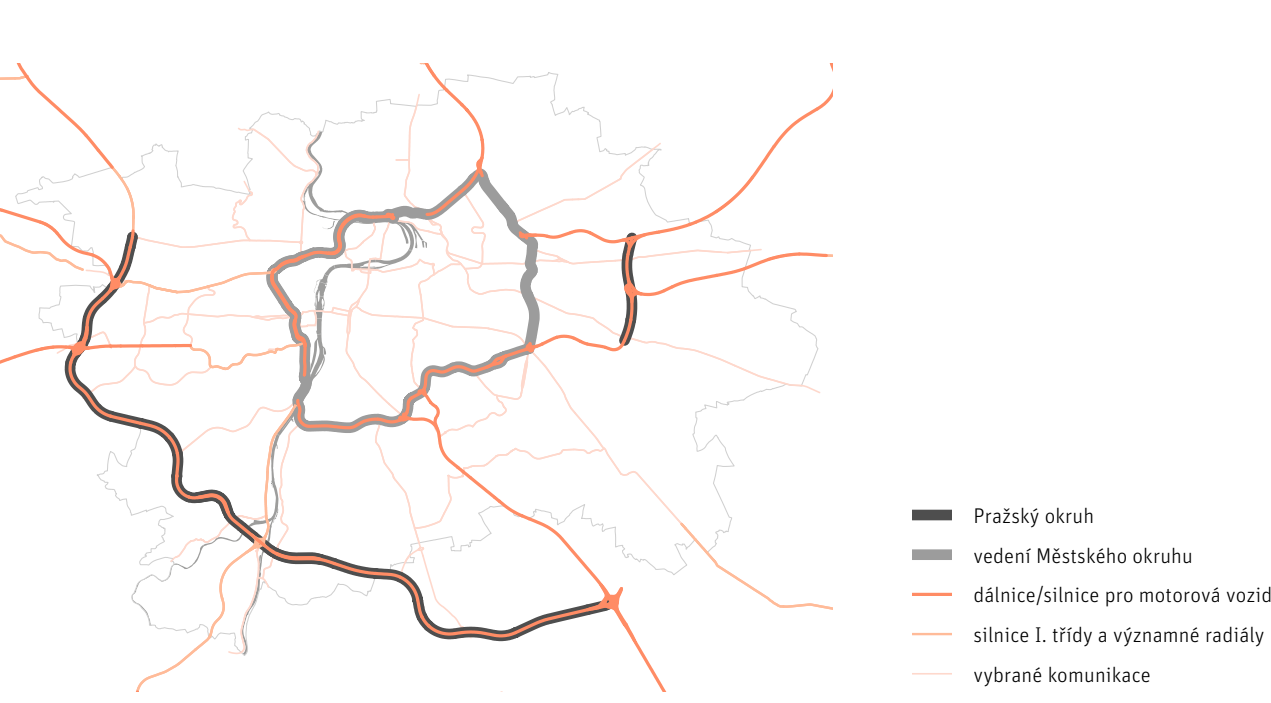 Pražský okruh
vedení Městského okruhu
dálnice/silnice pro motorová vozid
silnice I. třídy a významné radiály
vybrané komunikace